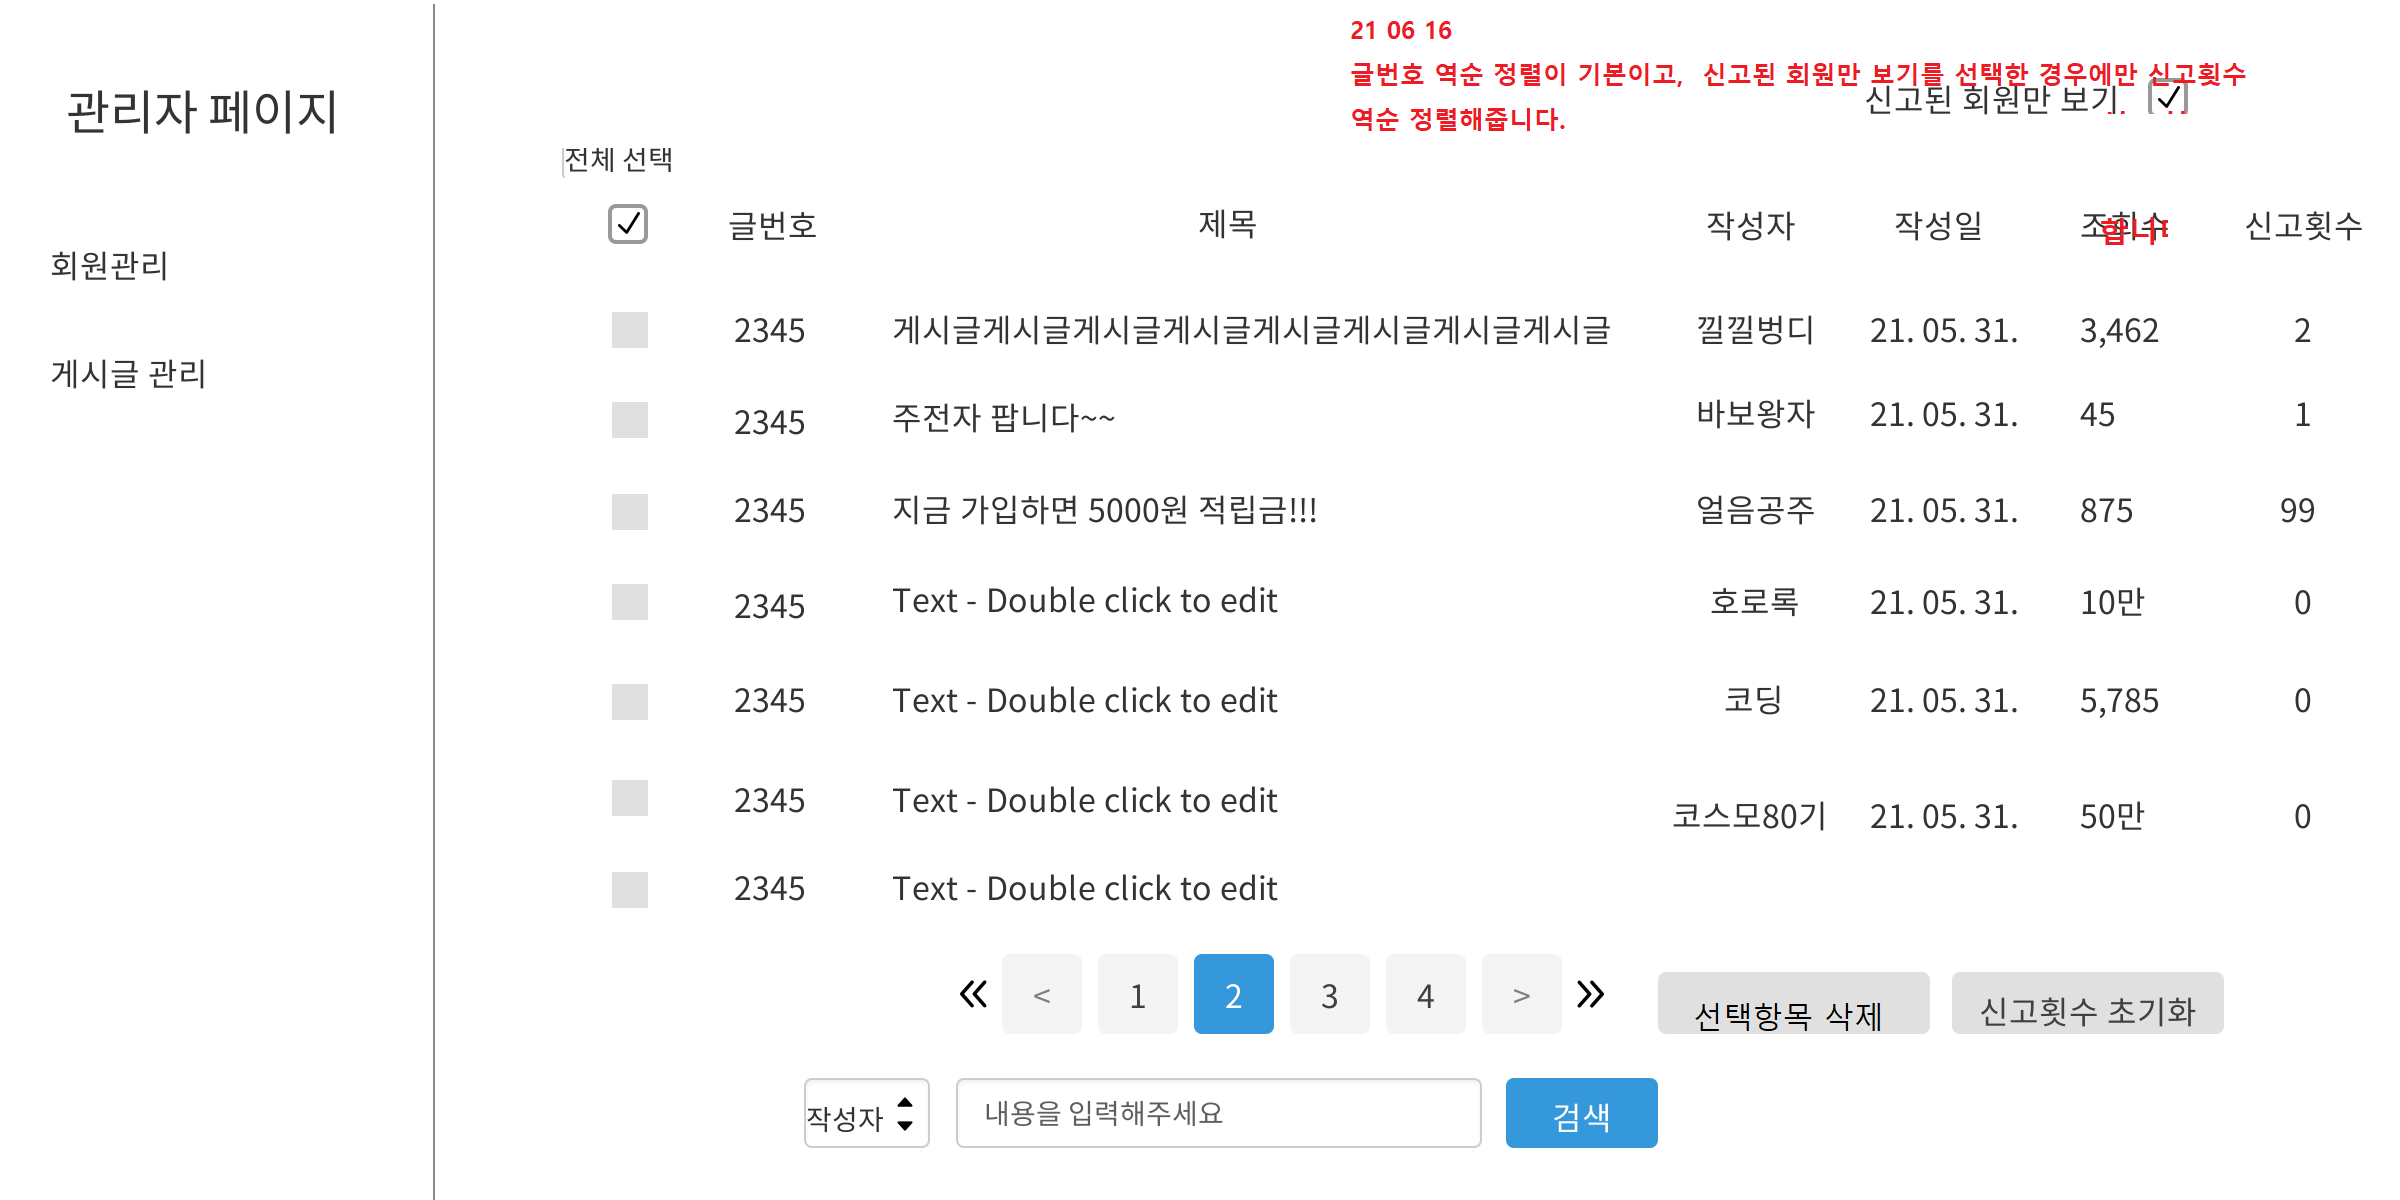 21 06 16
글번호 역순 정렬이 기본이고, 신고된 회원만 보기를 선택한 경우에만 신고횟수
역순 정렬해줍니다.
신고된 회원만 보기
관리자 페이지
회원관리
게시글 관리
전체 선택
글번호 제목 작성자 작성일 조회수 신고횟수
합니다
2345 게시글게시글게시글게시글게시글게시글게시글게시글 낄낄벙디 21. 05. 31. 3,462 2
2345 주전자 팝니다~~ 바보왕자 21. 05. 31. 45 1
2345 지금 가입하면 5000원 적립금!!! 얼음공주 21. 05. 31. 875 99
2345 Text - Double click to edit 호로록 21. 05. 31. 10만 0
2345 Text - Double click to edit 코딩 21. 05. 31. 5,785 0
2345 Text - Double click to edit 코스모80기 21. 05. 31. 50만 0
2345 Text - Double click to edit
« < 1 2 3 4 > »
선택항목 삭제 신고횟수 초기화
작성자 내용을 입력해주세요 검색